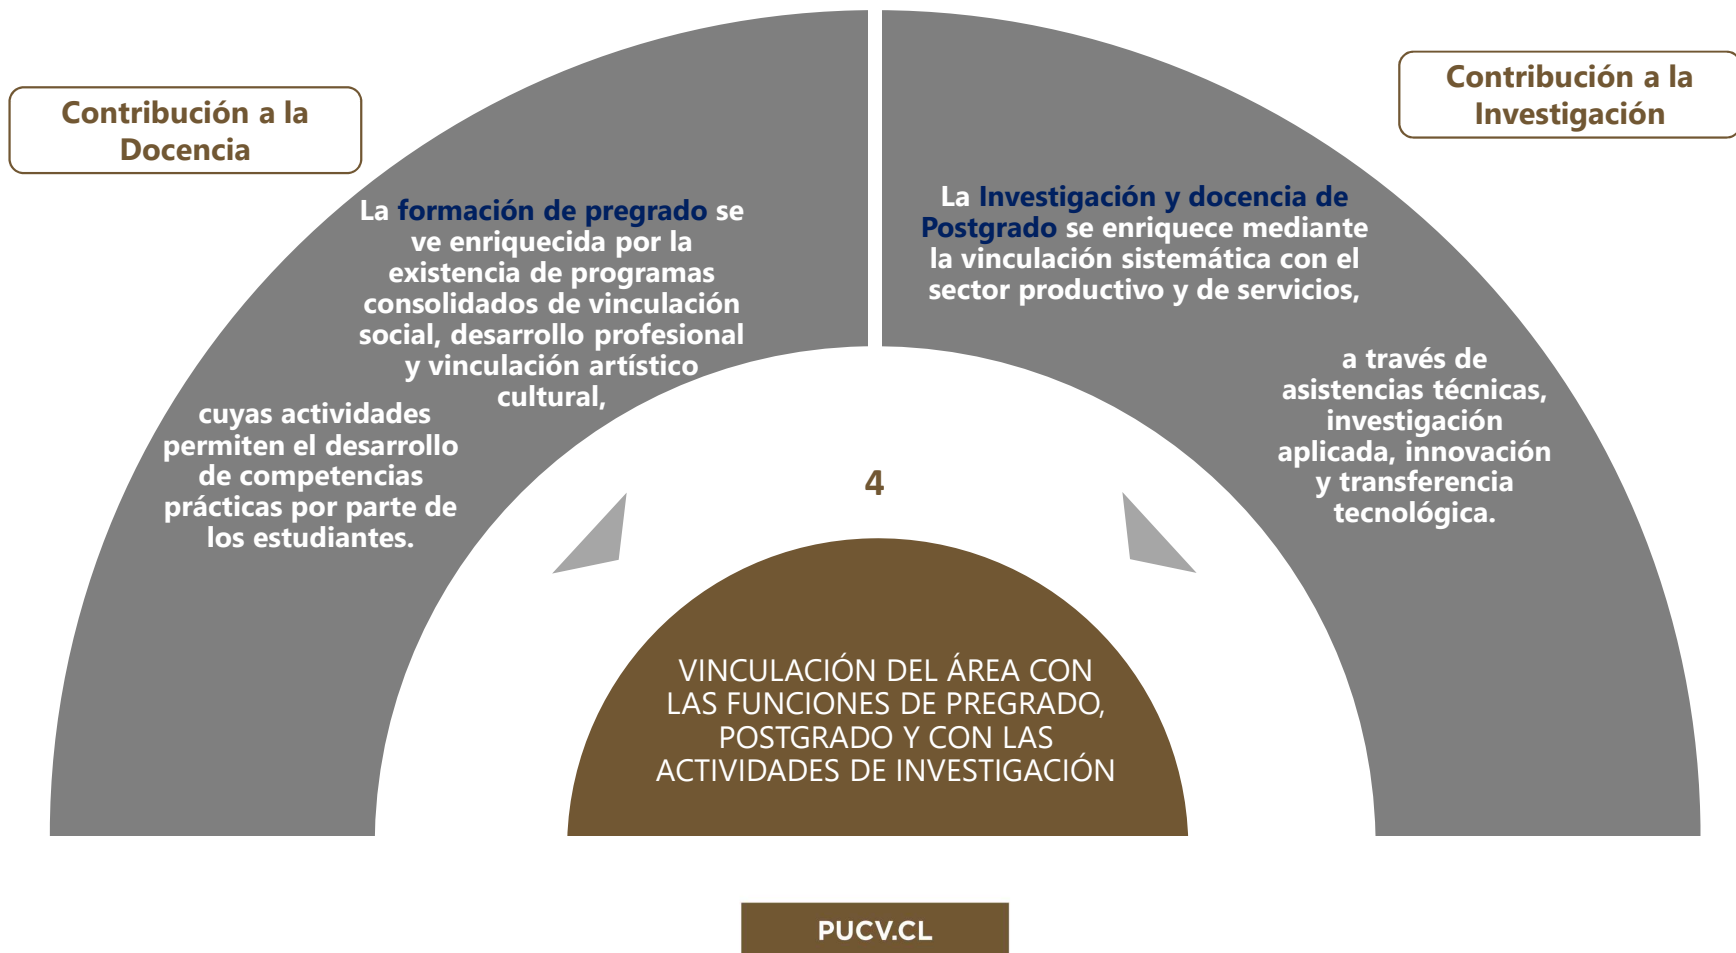 Contribución a la
Docencia
La formación de pregrado se
ve enriquecida por la
existencia de programas
consolidados de vinculación
social, desarrollo profesional
y vinculación artístico
cultural,
cuyas actividades
permiten el desarrollo
de competencias
prácticas por parte de
los estudiantes.
Contribución a la
Investigación
La Investigación y docencia de
Postgrado se enriquece mediante
la vinculación sistemática con el
sector productivo y de servicios,
a través de
asistencias técnicas,
investigación
aplicada, innovación
y transferencia
tecnológica.
4
VINCULACIÓN DEL ÁREA CON
LAS FUNCIONES DE PREGRADO,
POSTGRADO Y CON LAS
ACTIVIDADES DE INVESTIGACIÓN
PUCV.CL